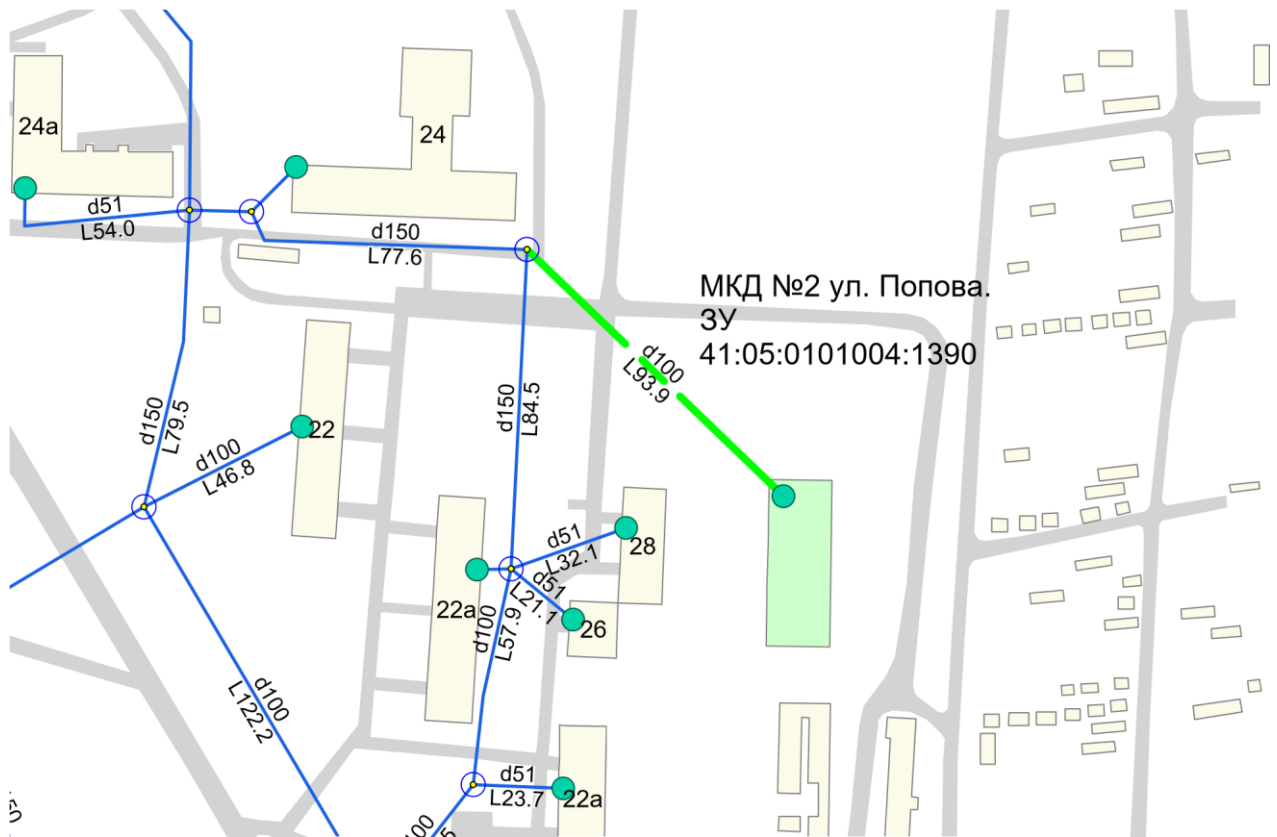 24а
24
d51
L54.0
d150
L77.6
МКД №2 ул. Попова.
ЗУ
41:05:0101004:1390
d100
L93.9
d150
L79.5
d100
L46.8
22
d150
L84.5
d51
L32.1
28
d51
L21.1
26
22а
d100
L57.9
d100
L122.2
d51
L23.7
22а